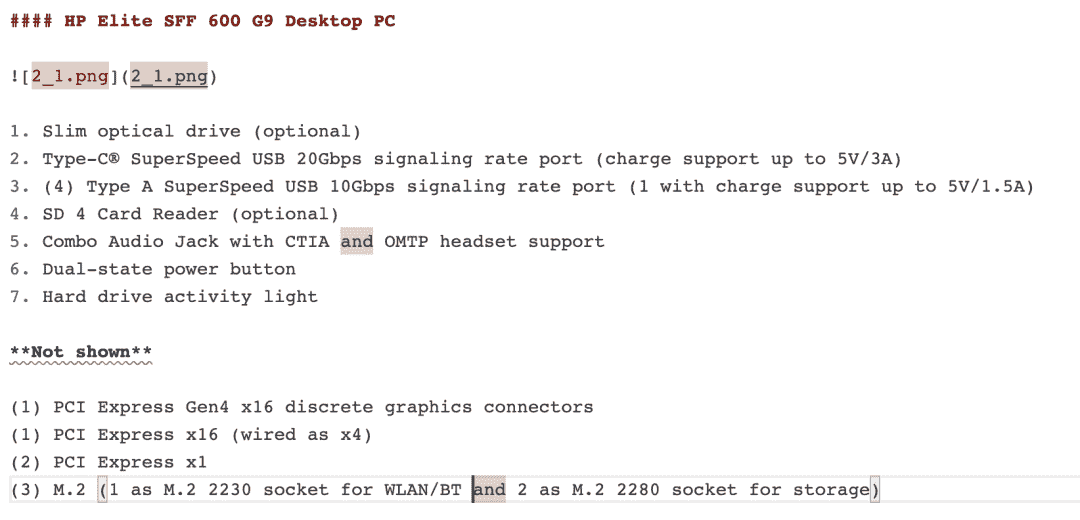 #### HP Elite SFF 600 G9 Desktop PC
![2_1.png](2_1.png)
1. Slim optical drive (optional)
2. Type-C® SuperSpeed USB 20Gbps signaling rate port (charge support up to 5V/3A)
3. (4) Type A SuperSpeed USB 10Gbps signaling rate port (1 with charge support up to 5V/1.5A)
4. SD 4 Card Reader (optional)
5. Combo Audio Jack with CTIA and OMTP headset support
6. Dual-state power button
7. Hard drive activity light
**Not shown**
(1) PCI Express Gen4 x16 discrete graphics connectors
(1) PCI Express x16 (wired as x4)
(2) PCI Express x1
(3) M.2 (1 as M.2 2230 socket for WLAN/BT and 2 as M.2 2280 socket for storage)